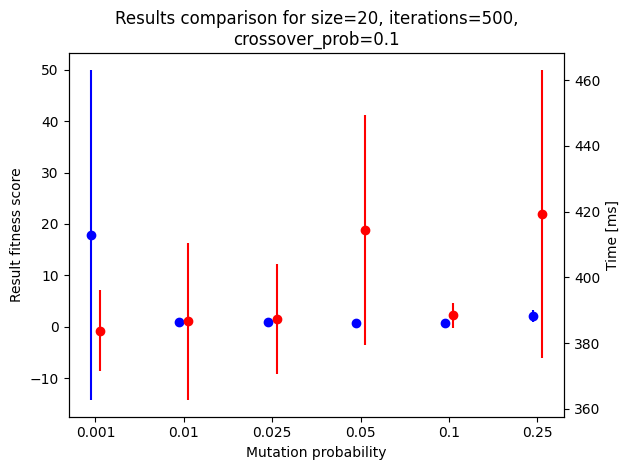 Results comparison for size=20, iterations=500,
crossover_prob=0.1
Result fitness score
50
40
30
20
10
0
−10
460
440
420
400
380
360
Time [ms]
0.001 0.01 0.025 0.05 0.1 0.25
Mutation probability